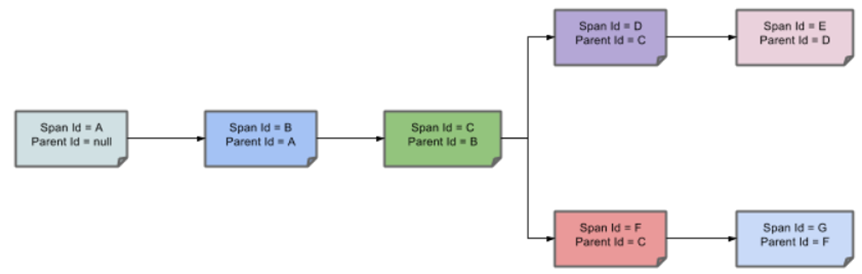 Span Id = A
Parent Id = null
Span Id = B
Parent Id = A
Span Id = C
Parent Id = B
Span Id = D
Parent Id = C
Span Id = E
Parent Id = D
Span Id = F
Parent Id = C
Span Id = G
Parent Id = F